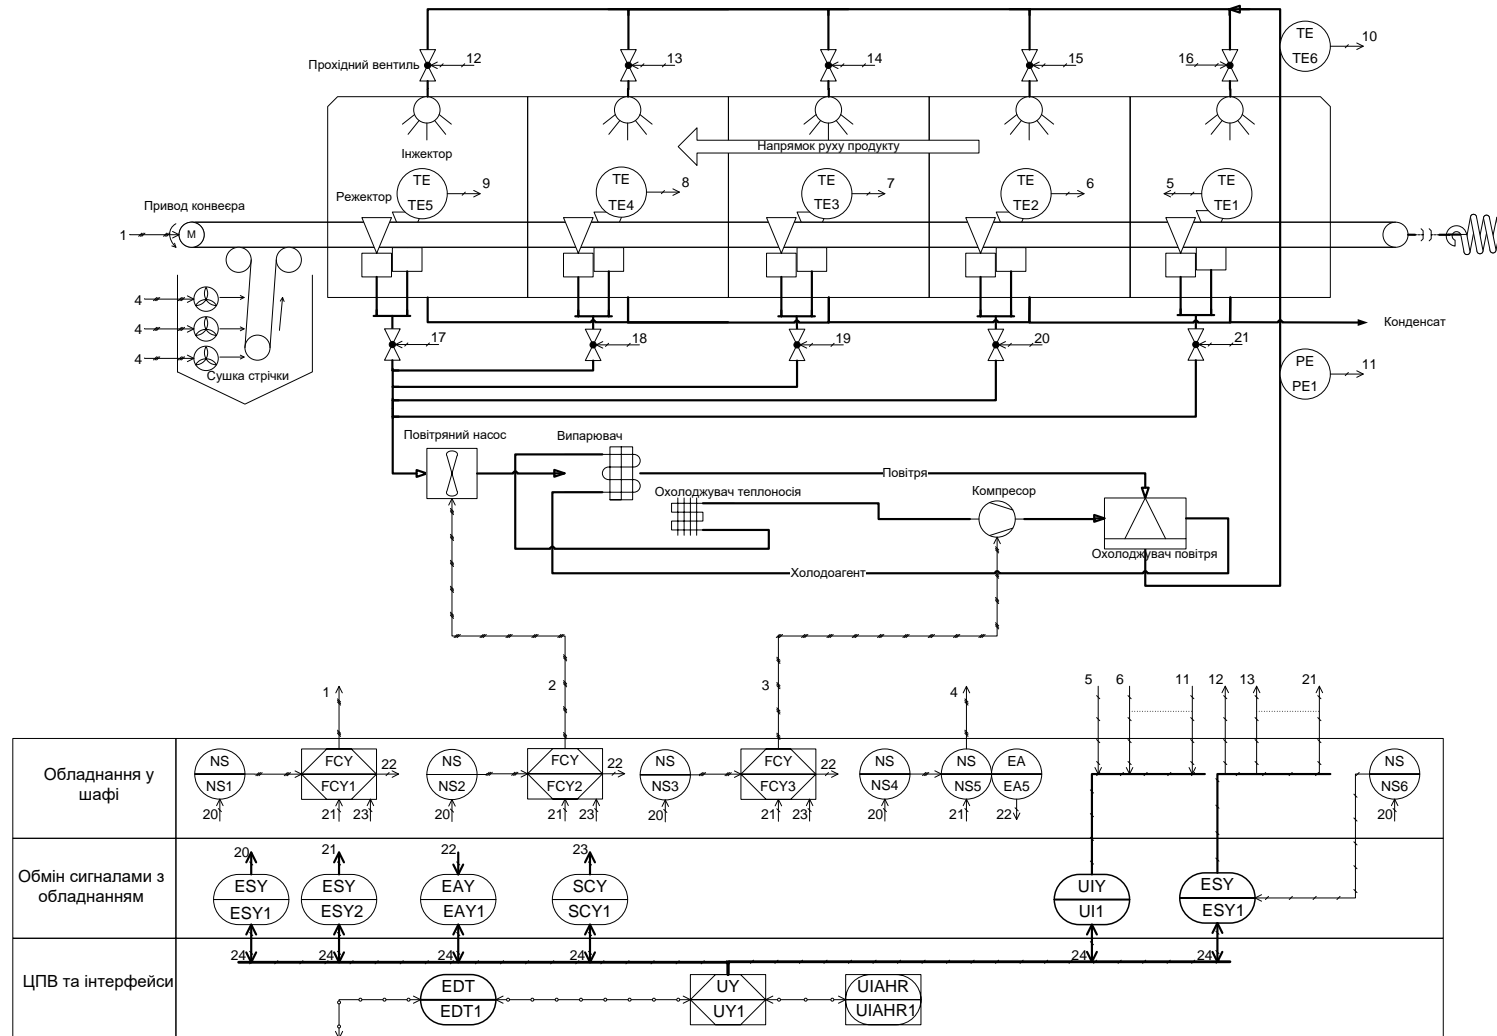 TE
TE6
10
12
13
14
15
16
Прохідний вентиль
Інжектор
Напрямок руху продукту
Режектор
TE
TE5
9
TE
TE4
8
TE
TE3
7
TE
TE2
6
5
TE
TE1
Привод конвеєра
1
M
4
4
4
Сушка стрічки
17
18
19
20
21
Конденсат
PE
PE1
11
Повітряний насос
Випарювач
Повітря
Охолоджувач теплоносія
Компресор
Охолоджувач повітря
Холодоагент
1
2
3
4
5
6
11
12
13
21
Обладнання у
шафі
NS
NS1
20
FCY
FCY1
22
21
23
NS
NS2
20
FCY
FCY2
22
21
23
NS
NS3
20
FCY
FCY3
22
21
23
NS
NS4
20
NS
NS5
21
EA
EA5
22
NS
NS6
20
Обмін сигналами з
обладнанням
20
ESY
ESY1
21
ESY
ESY2
22
EAY
EAY1
23
SCY
SCY1
UIY
UI1
ESY
ESY1
24
24
24
24
24
24
ЦПВ та інтерфейси
EDT
EDT1
UY
UY1
UIAHR
UIAHR1